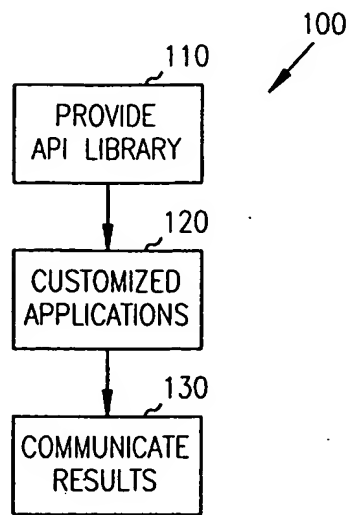 100
110
PROVIDE
API LIBRARY
120
CUSTOMIZED
APPLICATIONS
130
COMMUNICATE
RESULTS